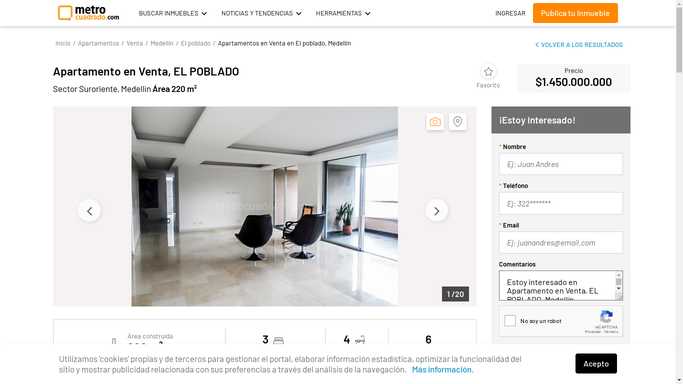 metro
cuadrado.com
BUSCAR INMUEBLES
NOTICIAS Y TENDENCIAS
HERRAMIENTAS
INGRESAR
Publica tu Inmueble
Inicio / Apartamentos / Venta / Medellín / El poblado / Apartamentos en Venta en El poblado, Medellín
VOLVER A LOS RESULTADOS
Apartamento en Venta, EL POBLADO
Sector Suroriente, Medellín Área 220 m²
Favorito
Precio
$1.450.000.000
1 / 20
¡Estoy Interesado!
* Nombre
Ej: Juan Andres
* Teléfono
Ej: 322*******
* Email
Ej: juanandres@email.com
Comentarios
Estoy interesado en
Apartamento en Venta, EL
POBLADO, Medellín
No soy un robot
reCAPTCHA
Privacidad - Términos
Área construida
3
4
6
Utilizamos 'cookies' propias y de terceros para gestionar el portal, elaborar información estadística, optimizar la funcionalidad del
sitio y mostrar publicidad relacionada con sus preferencias a través del análisis de la navegación. Más información.
Acepto